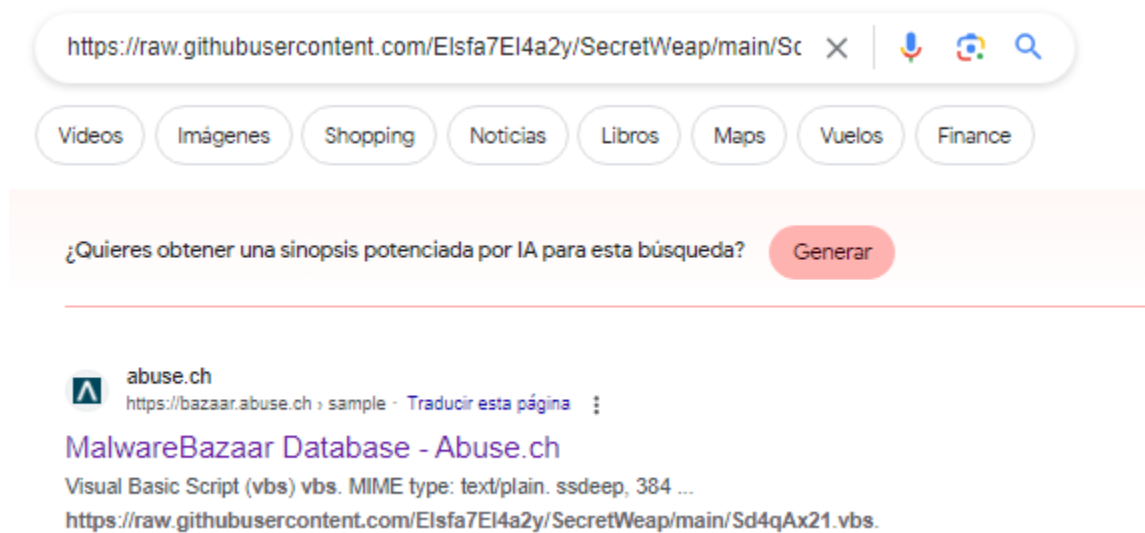 https://raw.githubusercontent.com/Elsfa7El4a2y/SecretWeap/main/Sc
Videos Imágenes Shopping Noticias Libros Maps Vuelos Finance
¿Quieres obtener una sinopsis potenciada por IA para esta búsqueda? Generar
abuse.ch
https://bazaar.abuse.ch › sample · Traducir esta página
MalwareBazaar Database - Abuse.ch
Visual Basic Script (vbs) vbs. MIME type: text/plain. ssdeep, 384 ...
https://raw.githubusercontent.com/Elsfa7El4a2y/SecretWeap/main/Sd4qAx21.vbs.